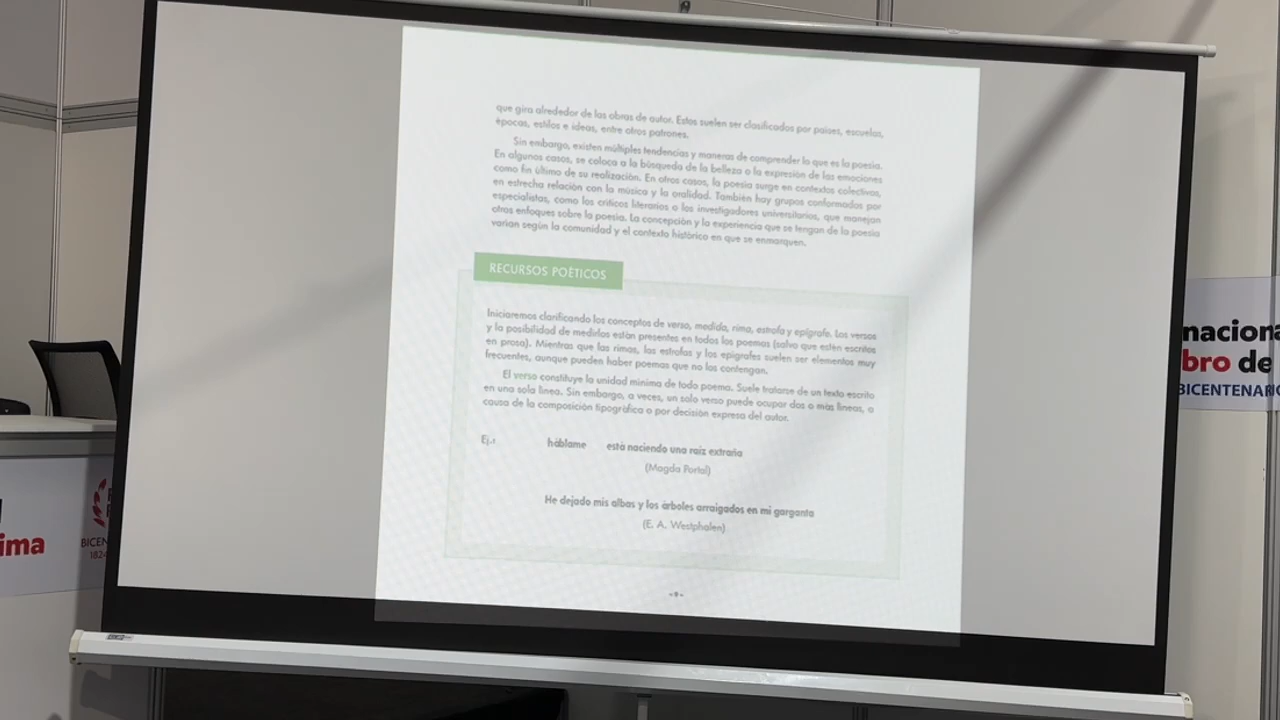 que gira alrededor de las obras de autor. Estos suelen ser clasificados por países, escuelas,
épocas, estilos e ideas, entre otros patrones.
Sin embargo, existen múltiples tendencias y maneras de comprender lo que es la poesía.
En algunos casos, se coloca a la búsqueda de la belleza o la expresión de las emociones
como fin último de su realización. En otros casos, la poesía surge en contextos colectivos,
en estrecha relación con la música y la oralidad. También hay grupos conformados por
especialistas, como los críticos literarios o los investigadores universitarios, que manejan
otros enfoques sobre la poesía. La concepción y la experiencia que se tengan de la poesía
varían según la comunidad y el contexto histórico en que se enmarquen.
RECURSOS POÉTICOS
Iniciaremos clarificando los conceptos de verso, medida, rima, estrofa y epígrafe. Los versos
y la posibilidad de medirlos están presentes en todos los poemas (salvo que estén escritos
en prosa). Mientras que las rimas, las estrofas y los epígrafes suelen ser elementos muy
frecuentes, aunque pueden haber poemas que no los contengan.
El verso constituye la unidad mínima de todo poema. Suele tratarse de un texto escrito
en una sola línea. Sin embargo, a veces, un solo verso puede ocupar dos o más líneas, a
causa de la composición tipográfica o por decisión expresa del autor.
Ej.: háblame está naciendo una raíz extraña
(Magda Portal)
He dejado mis albas y los árboles arraigados en mi garganta
(E. A. Westphalen)
9
naciona
bro de
BICENTENARIO
ima
BICEN
182